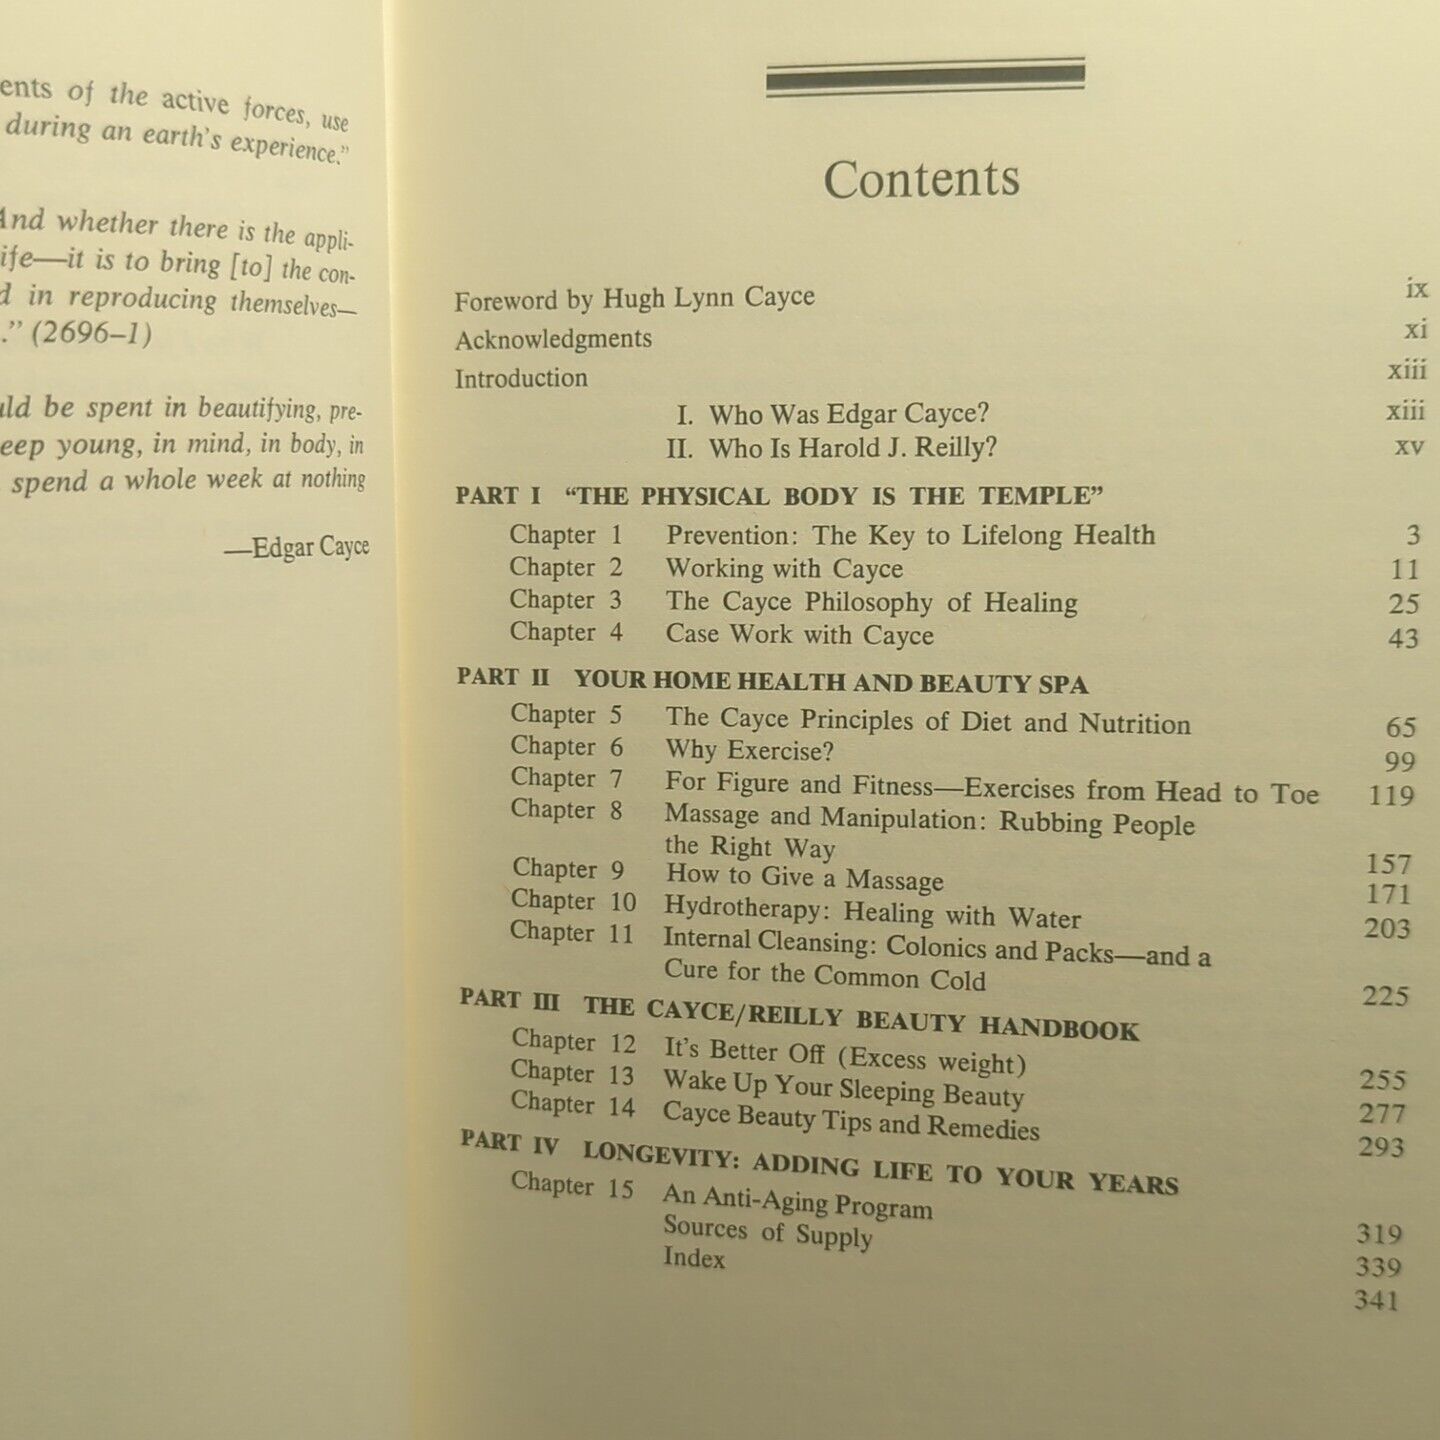 ents of the active forces, use
during an earth's experience."
And whether there is the appli-
ife—it is to bring [to] the con-
d in reproducing themselves—
." (2696–1)
uld be spent in beautifying, pre-
eep young, in mind, in body, in
spend a whole week at nothing
—Edgar Cayce
Contents
Foreword by Hugh Lynn Cayce ix
Acknowledgments xi
Introduction xiii
I. Who Was Edgar Cayce? xiii
II. Who Is Harold J. Reilly? xv
PART I "THE PHYSICAL BODY IS THE TEMPLE"
Chapter 1 Prevention: The Key to Lifelong Health 3
Chapter 2 Working with Cayce 11
Chapter 3 The Cayce Philosophy of Healing 25
Chapter 4 Case Work with Cayce 43
PART II YOUR HOME HEALTH AND BEAUTY SPA
Chapter 5 The Cayce Principles of Diet and Nutrition 65
Chapter 6 Why Exercise? 99
Chapter 7 For Figure and Fitness—Exercises from Head to Toe 119
Chapter 8 Massage and Manipulation: Rubbing People
the Right Way 157
Chapter 9 How to Give a Massage 171
Chapter 10 Hydrotherapy: Healing with Water 203
Chapter 11 Internal Cleansing: Colonics and Packs—and a
Cure for the Common Cold 225
PART III THE CAYCE/REILLY BEAUTY HANDBOOK
Chapter 12 It's Better Off (Excess weight) 255
Chapter 13 Wake Up Your Sleeping Beauty 277
Chapter 14 Cayce Beauty Tips and Remedies 293
PART IV LONGEVITY: ADDING LIFE TO YOUR YEARS
Chapter 15 An Anti-Aging Program 319
Sources of Supply 339
Index 341